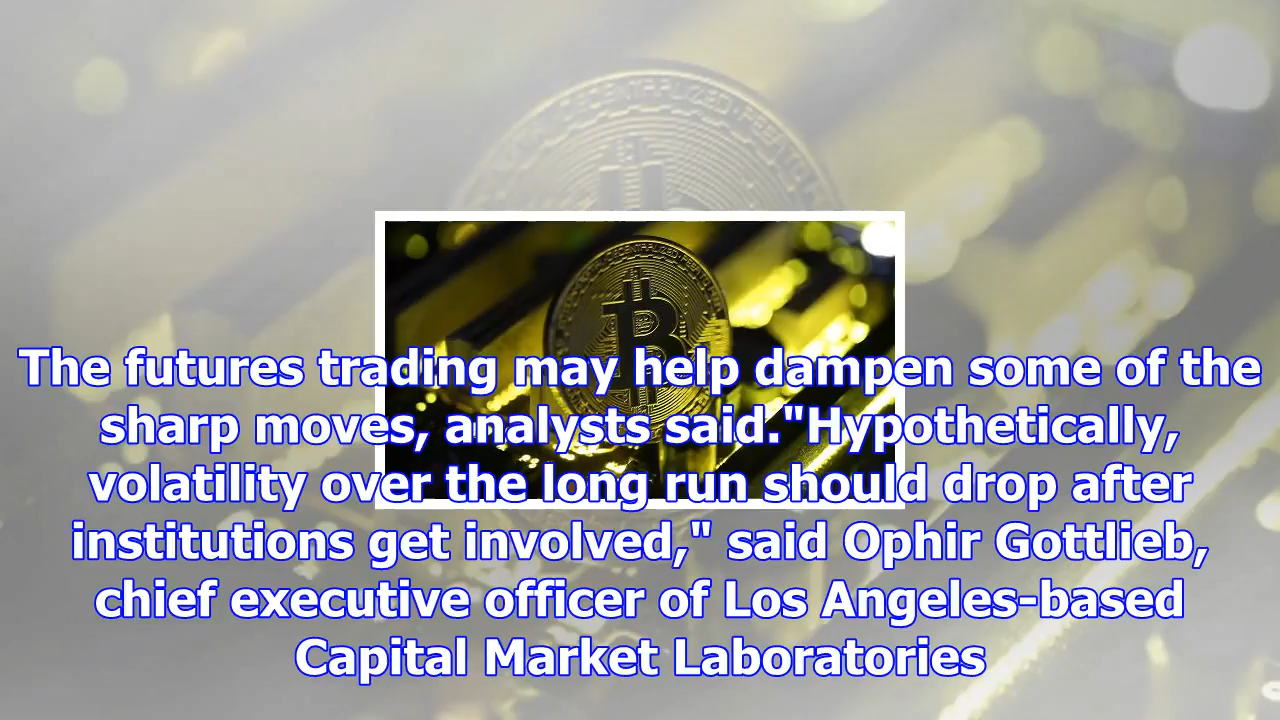 DECENTRALIZED
DECENTRALIZED
The futures trading may help dampen some of the
sharp moves, analysts said."Hypothetically,
volatility over the long run should drop after
institutions get involved," said Ophir Gottlieb,
chief executive officer of Los Angeles-based
Capital Market Laboratories